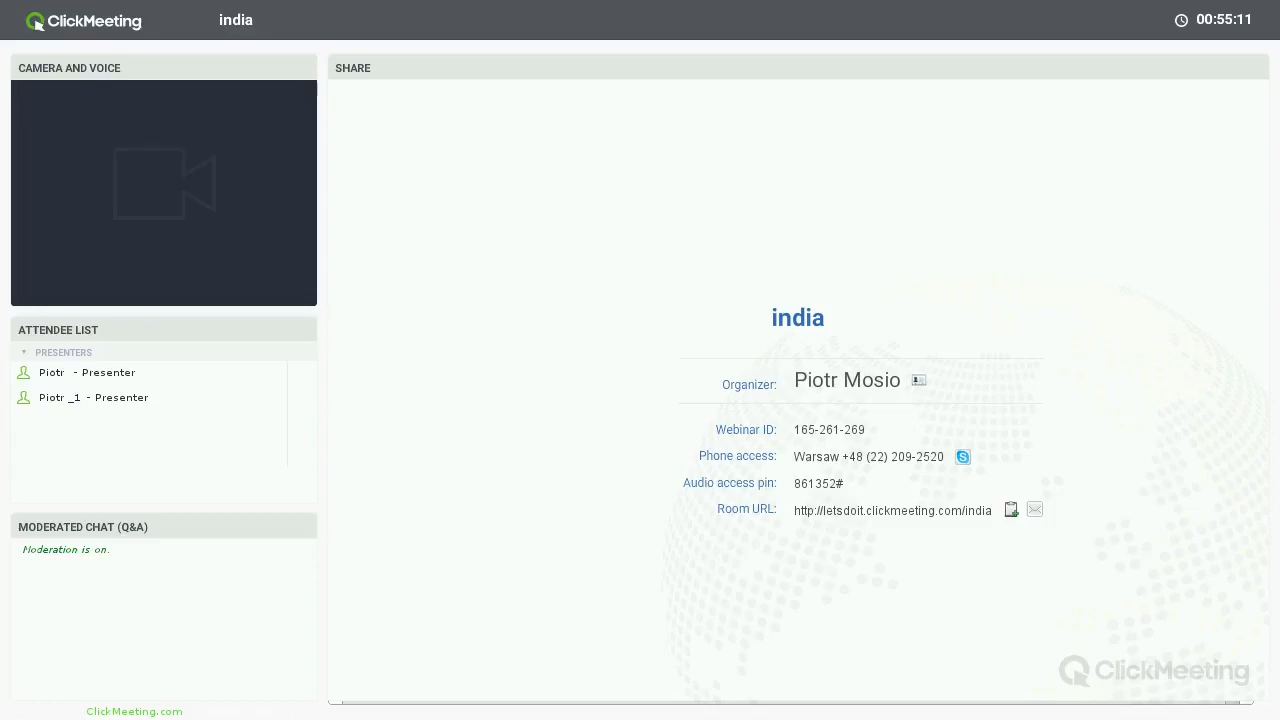 ClickMeeting
india
00:55:11
CAMERA AND VOICE
SHARE
ATTENDEE LIST
PRESENTERS
Piotr - Presenter
Piotr _1 - Presenter
MODERATED CHAT (Q&A)
Moderation is on.
ClickMeeting.com
india
Organizer: Piotr Mosio
Webinar ID: 165-261-269
Phone access: Warsaw +48 (22) 209-2520
Audio access pin: 861352#
Room URL: http://letsdoit.clickmeeting.com/india
ClickMeeting